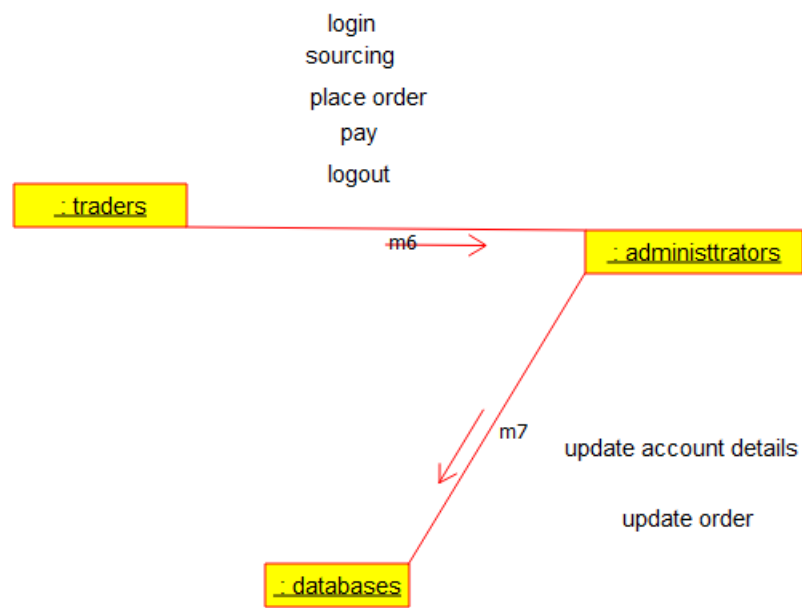 login
sourcing
place order
pay
logout
: traders
m6
: administtrators
m7
update account details
update order
: databases